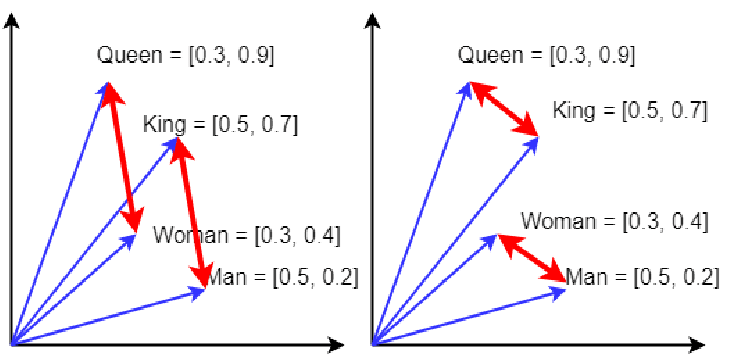 Queen = [0.3, 0.9]
King = [0.5, 0.7]
Woman = [0.3, 0.4]
Man = [0.5, 0.2]
Queen = [0.3, 0.9]
King = [0.5, 0.7]
Woman = [0.3, 0.4]
Man = [0.5, 0.2]